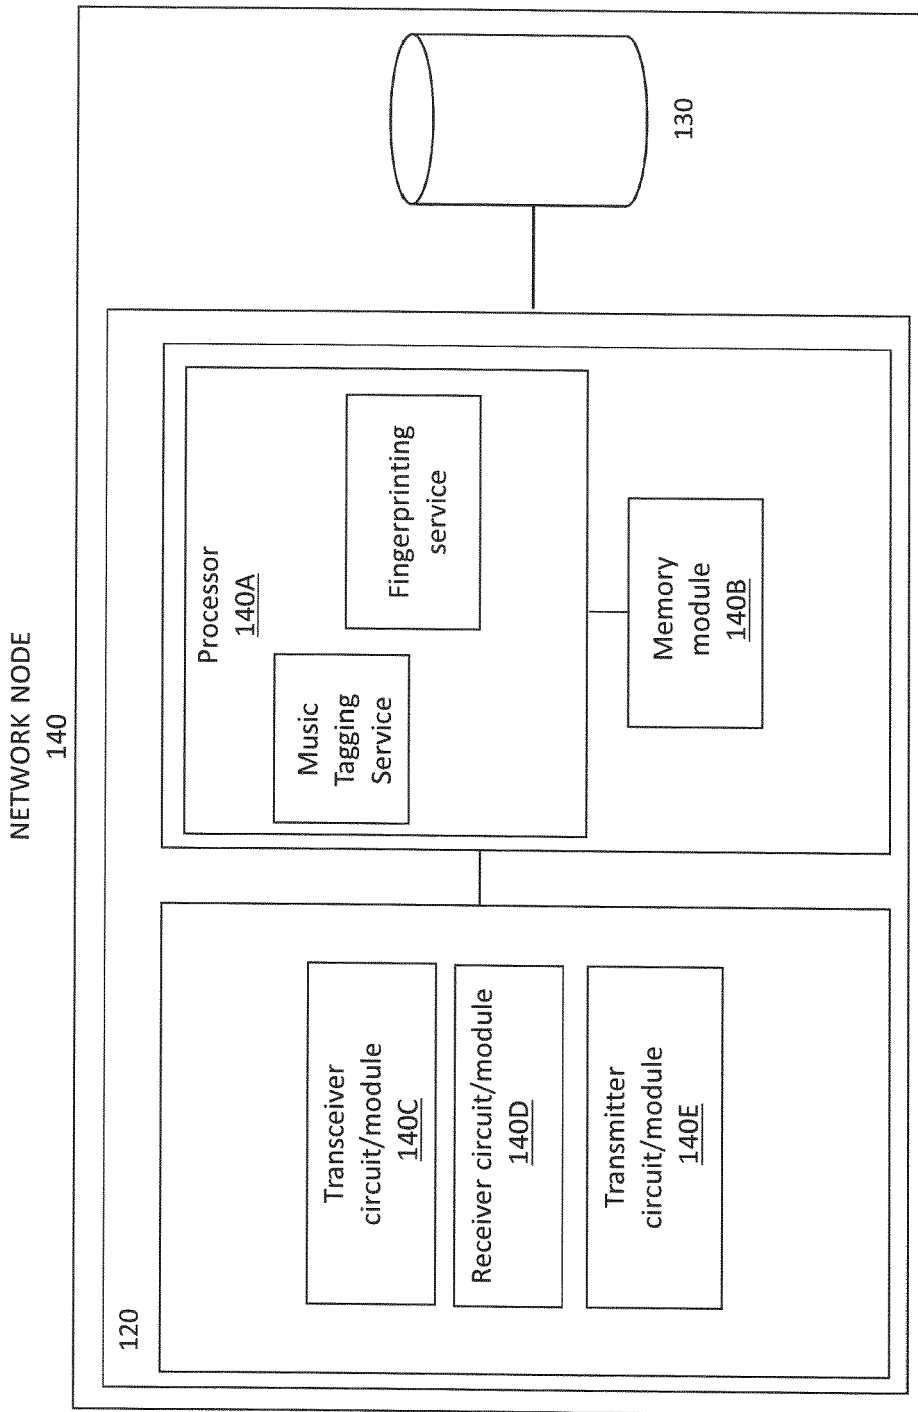 NETWORK NODE
140
120
Transceiver
circuit/module
140C
Receiver circuit/module
140D
Transmitter
circuit/module
140E
Processor
140A
Music
Tagging
Service
Fingerprinting
service
Memory
module
140B
130